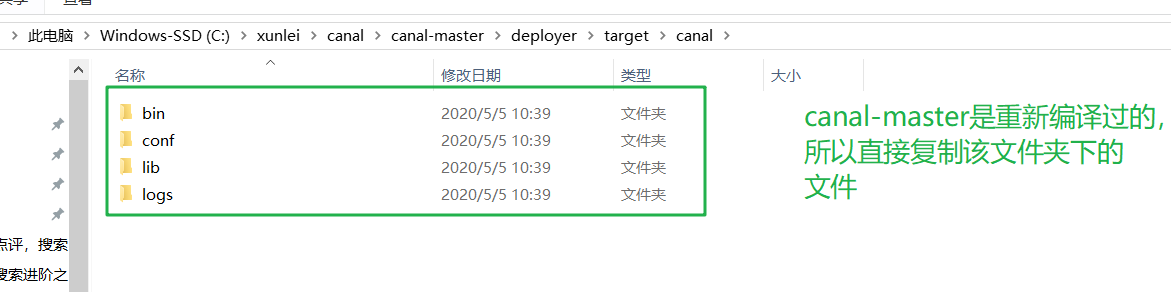 此电脑 > Windows-SSD (C:) > xunlei > canal > canal-master > deployer > target > canal >
名称 修改日期 类型 大小
bin 2020/5/5 10:39 文件夹
conf 2020/5/5 10:39 文件夹
lib 2020/5/5 10:39 文件夹
logs 2020/5/5 10:39 文件夹
canal-master是重新编译过的,
所以直接复制该文件夹下的
文件
点评，搜索
搜索进阶之